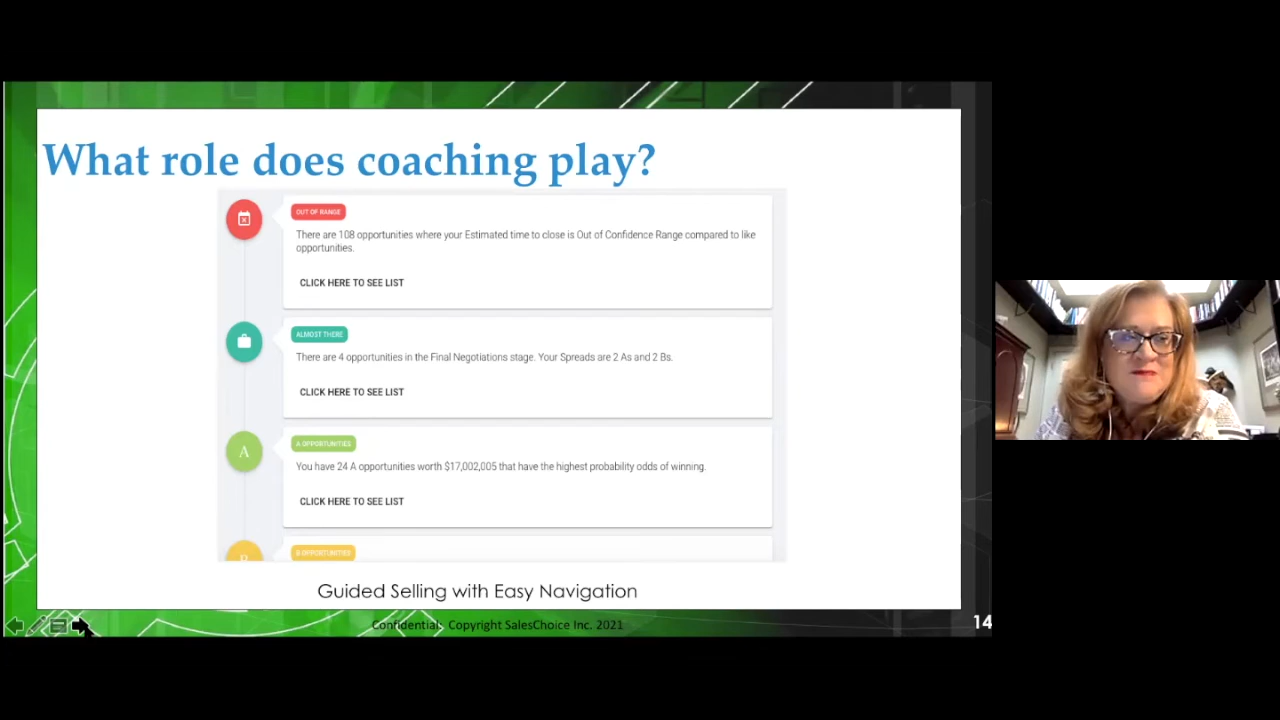 What role does coaching play?
OUT OF RANGE
There are 108 opportunities where your Estimated time to close is Out of Confidence Range compared to like
opportunities.
CLICK HERE TO SEE LIST
ALMOST THERE
There are 4 opportunities in the Final Negotiations stage. Your Spreads are 2 As and 2 Bs.
CLICK HERE TO SEE LIST
A
A OPPORTUNITIES
You have 24 A opportunities worth $17,002,005 that have the highest probability odds of winning.
CLICK HERE TO SEE LIST
B
B OPPORTUNITIES
Guided Selling with Easy Navigation
Confidential: Copyright SalesChoice Inc. 2021
14